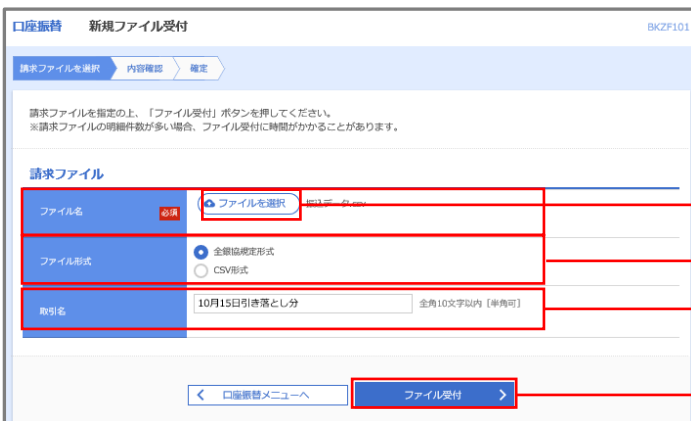 口座振替 新規ファイル受付 BKZF101
請求ファイルを選択 内容確認 確定
請求ファイルを指定の上、「ファイル受付」ボタンを押してください。
※請求ファイルの明細件数が多い場合、ファイル受付に時間がかかることがあります。
請求ファイル
ファイル名 必須 ファイルを選択 振込データ.csv
ファイル形式 全銀協規定形式
CSV形式
取引名 10月15日引き落とし分 全角10文字以内［半角可］
口座振替メニューへ ファイル受付